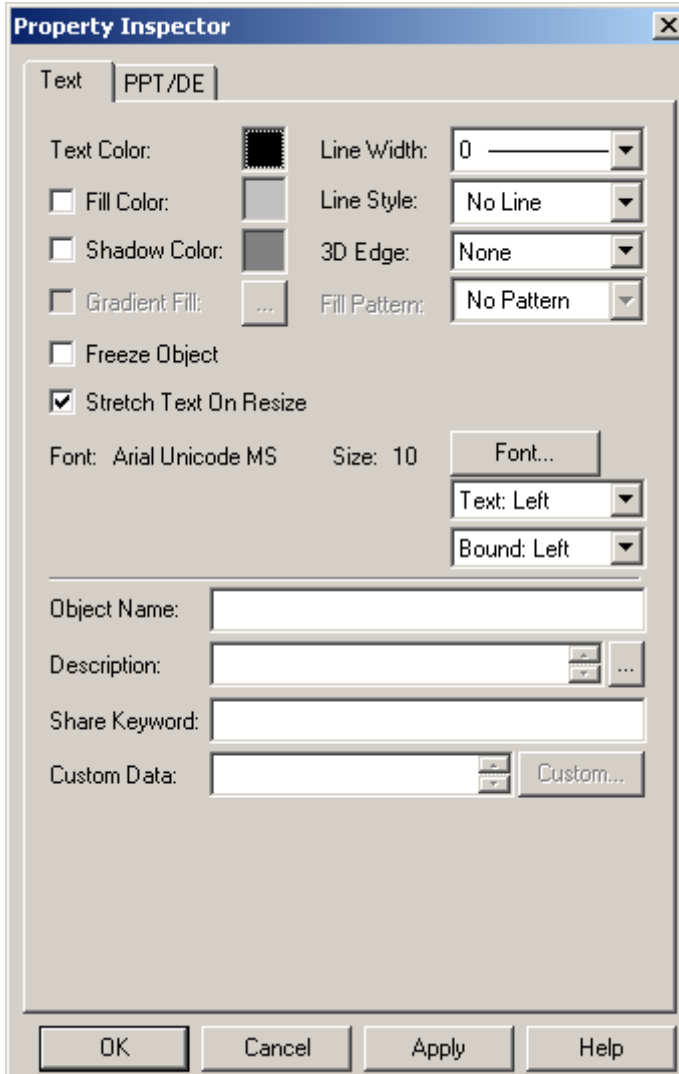 Property Inspector
Text PPT/DE
Text Color: Line Width: 0
Fill Color: Line Style: No Line
Shadow Color: 3D Edge: None
Gradient Fill: ... Fill Pattern: No Pattern
Freeze Object
Stretch Text On Resize
Font: Arial Unicode MS Size: 10 Font...
Text: Left
Bound: Left
Object Name:
Description: ...
Share Keyword:
Custom Data: Custom...
OK Cancel Apply Help